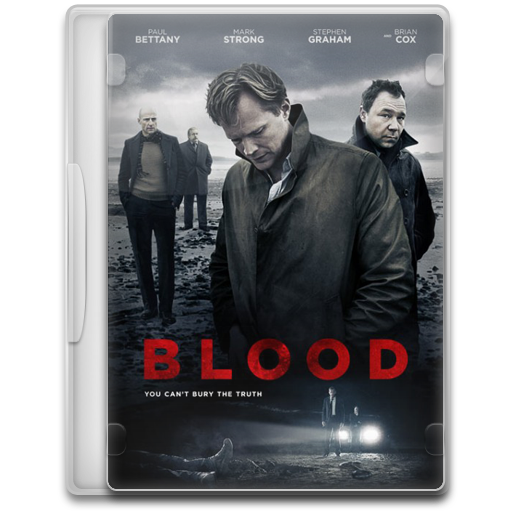 PAUL BETTANY
MARK STRONG
STEPHEN GRAHAM
AND BRIAN COX
BLOOD
YOU CAN'T BURY THE TRUTH